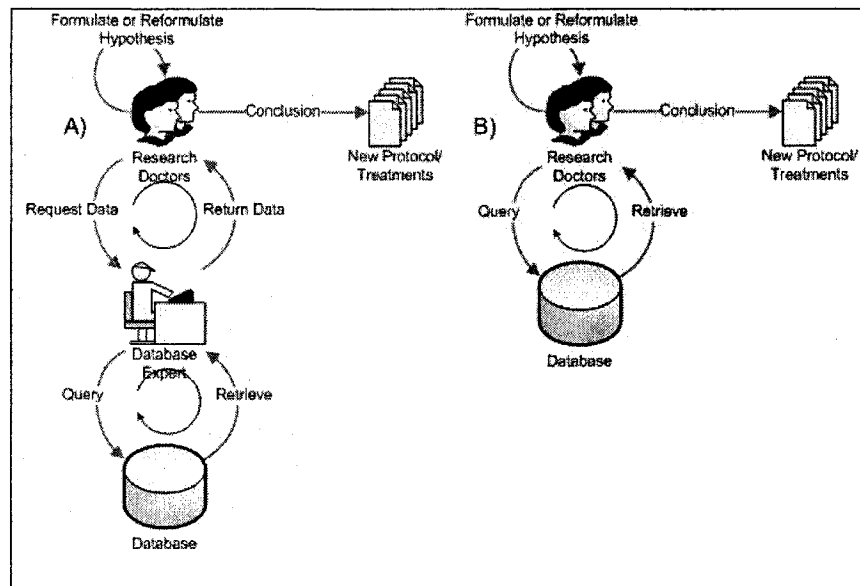 Formulate or Reformulate
Hypothesis
A)
Conclusion
Research
Doctors
New Protocol/
Treatments
Request Data
Return Data
Database
Expert
Query
Retrieve
Database
Formulate or Reformulate
Hypothesis
B)
Conclusion
Research
Doctors
New Protocol/
Treatments
Query
Retrieve
Database